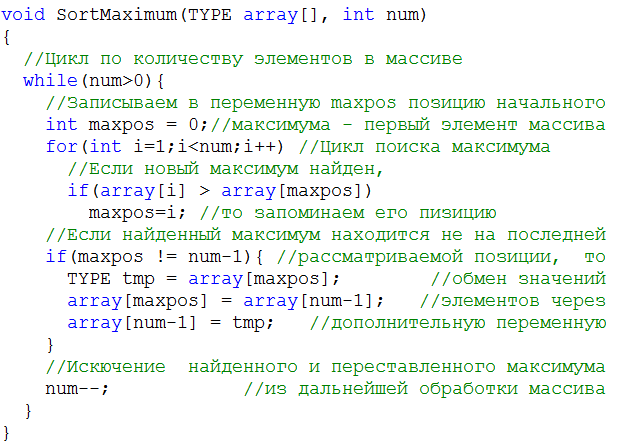 void SortMaximum(TYPE array[], int num)
{
  //Цикл по количеству элементов в массиве
  while(num>0){
    //Записываем в переменную maxpos позицию начального
    int maxpos = 0;//максимума - первый элемент массива
    for(int i=1;i<num;i++) //Цикл поиска максимума
      //Если новый максимум найден,
      if(array[i] > array[maxpos])
        maxpos=i; //то запоминаем его пизицию
    //Если найденный максимум находится не на последней
    if(maxpos != num-1){ //рассматриваемой позиции,  то
      TYPE tmp = array[maxpos];        //обмен значений
      array[maxpos] = array[num-1];   //элементов через
      array[num-1] = tmp;   //дополнительную переменную
    }
    //Искючение  найденного и переставленного максимума
    num--;            //из дальнейшей обработки массива
  }
}